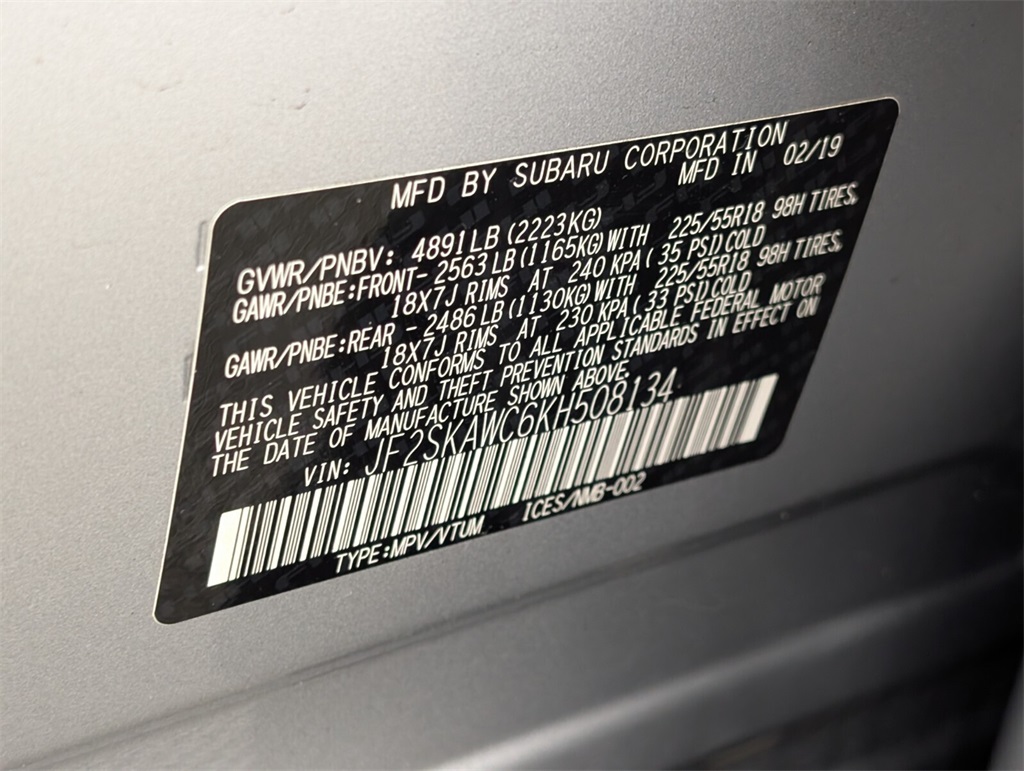 MFD BY SUBARU CORPORATION
MFD IN 02/19
GVWR/PNBV: 4891LB(2223KG)
GAWR/PNBE:FRONT-2563LB(1165KG)WITH 225/55R18 98H TIRES,
18X7J RIMS AT 240 KPA(35 PSI)COLD
GAWR/PNBE:REAR -2486LB(1130KG)WITH 225/55R18 98H TIRES,
18X7J RIMS AT 230 KPA(33 PSI)COLD
THIS VEHICLE CONFORMS TO ALL APPLICABLE FEDERAL MOTOR
VEHICLE SAFETY AND THEFT PREVENTION STANDARDS IN EFFECT ON
THE DATE OF MANUFACTURE SHOWN ABOVE.
VIN: JF2SKAWC6KH508134
TYPE:MPV/VTUM ICES/NMB-002